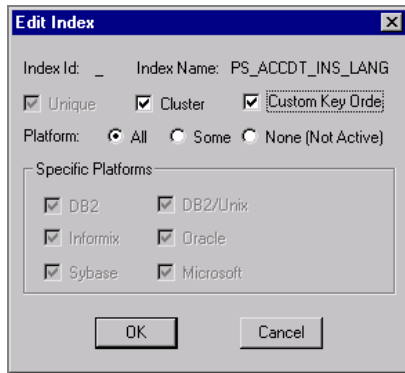 Edit Index
Index Id: _ Index Name: PS_ACCDT_INS_LANG
Unique Cluster Custom Key Orde
Platform: All Some None (Not Active)
Specific Platforms
DB2 DB2/Unix
Informix Oracle
Sybase Microsoft
OK Cancel